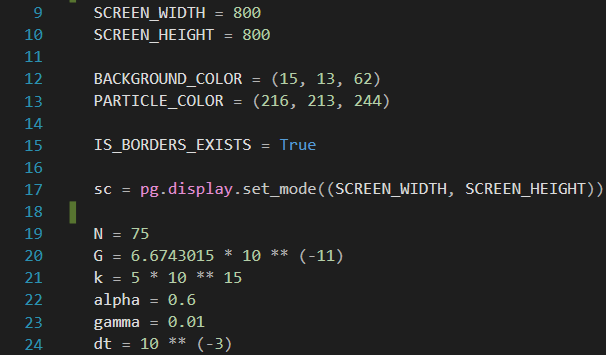 9 SCREEN_WIDTH = 800
10 SCREEN_HEIGHT = 800
11
12 BACKGROUND_COLOR = (15, 13, 62)
13 PARTICLE_COLOR = (216, 213, 244)
14
15 IS_BORDERS_EXISTS = True
16
17 sc = pg.display.set_mode((SCREEN_WIDTH, SCREEN_HEIGHT))
18
19 N = 75
20 G = 6.6743015 * 10 ** (-11)
21 k = 5 * 10 ** 15
22 alpha = 0.6
23 gamma = 0.01
24 dt = 10 ** (-3)